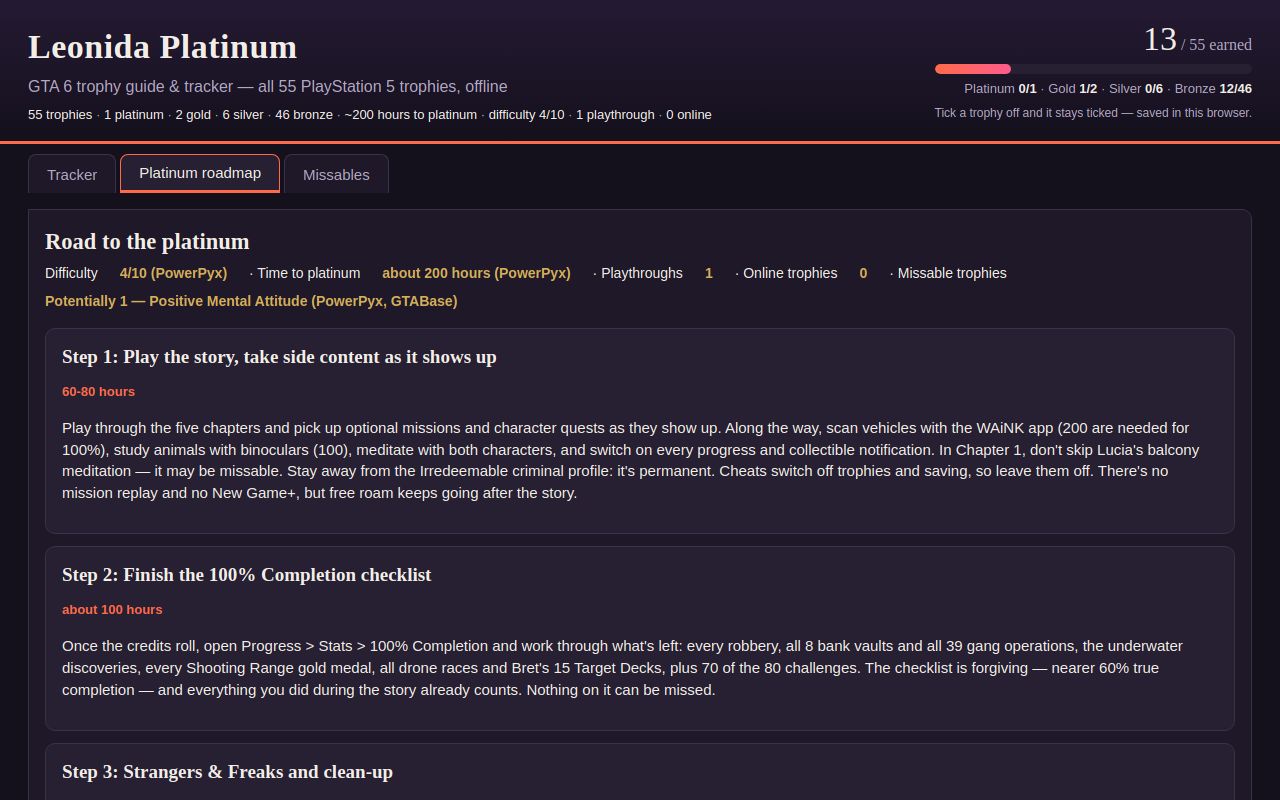 Leonida Platinum
GTA 6 trophy guide & tracker — all 55 PlayStation 5 trophies, offline
55 trophies · 1 platinum · 2 gold · 6 silver · 46 bronze · ~200 hours to platinum · difficulty 4/10 · 1 playthrough · 0 online
13 / 55 earned
Platinum 0/1 · Gold 1/2 · Silver 0/6 · Bronze 12/46
Tick a trophy off and it stays ticked — saved in this browser.
Tracker
Platinum roadmap
Missables
Road to the platinum
Difficulty 4/10 (PowerPyx) · Time to platinum about 200 hours (PowerPyx) · Playthroughs 1 · Online trophies 0 · Missable trophies
Potentially 1 — Positive Mental Attitude (PowerPyx, GTABase)
Step 1: Play the story, take side content as it shows up
60-80 hours
Play through the five chapters and pick up optional missions and character quests as they show up. Along the way, scan vehicles with the WAiNK app (200 are needed for
100%), study animals with binoculars (100), meditate with both characters, and switch on every progress and collectible notification. In Chapter 1, don't skip Lucia's balcony
meditation — it may be missable. Stay away from the Irredeemable criminal profile: it's permanent. Cheats switch off trophies and saving, so leave them off. There's no
mission replay and no New Game+, but free roam keeps going after the story.
Step 2: Finish the 100% Completion checklist
about 100 hours
Once the credits roll, open Progress > Stats > 100% Completion and work through what's left: every robbery, all 8 bank vaults and all 39 gang operations, the underwater
discoveries, every Shooting Range gold medal, all drone races and Bret's 15 Target Decks, plus 70 of the 80 challenges. The checklist is forgiving — nearer 60% true
completion — and everything you did during the story already counts. Nothing on it can be missed.
Step 3: Strangers & Freaks and clean-up